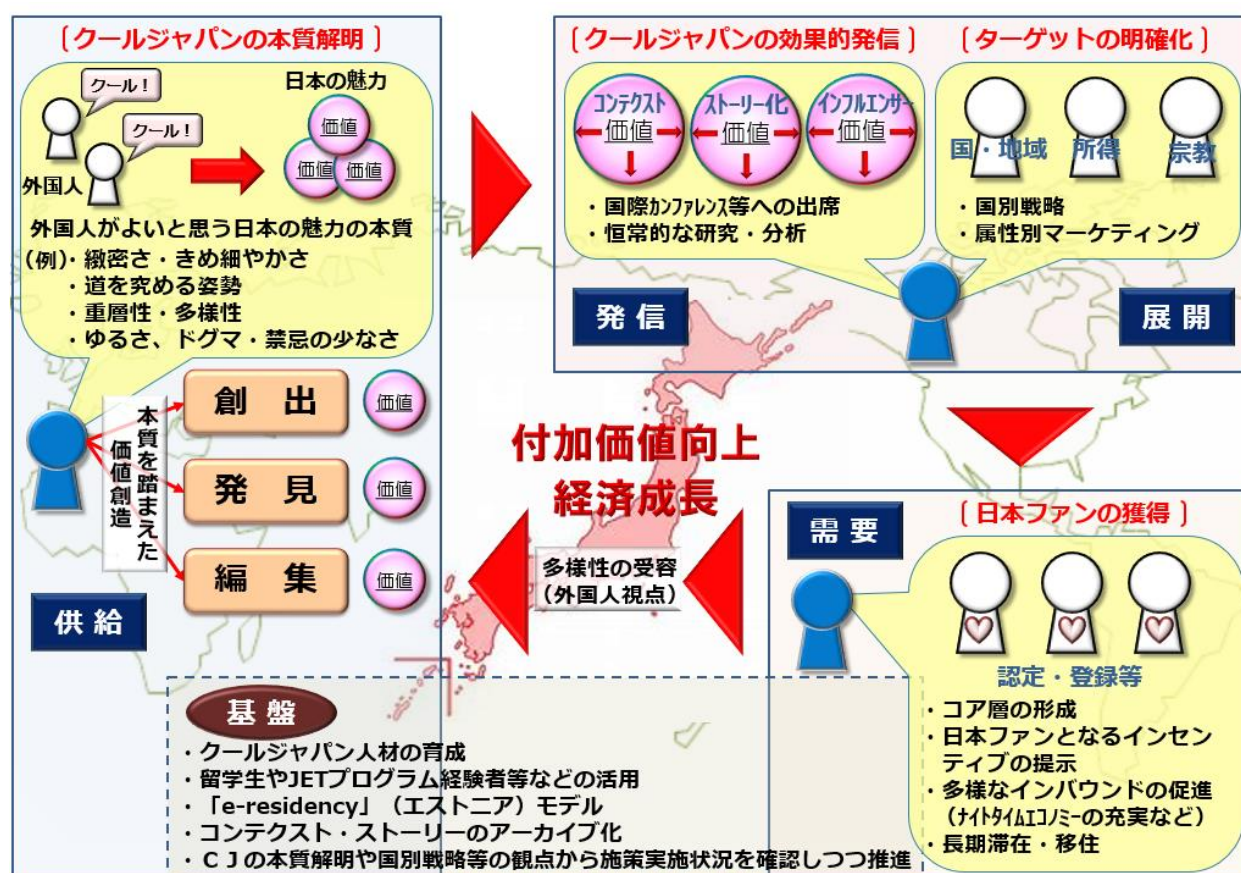 〔クールジャパンの本質解明〕
クール！
クール！
日本の魅力
価値
価値
価値
外国人
外国人がよいと思う日本の魅力の本質
（例）・緻密さ・きめ細やかさ
・道を究める姿勢
・重層性・多様性
・ゆるさ、ドグマ・禁忌の少なさ
本質を踏まえた
価値創造
創 出
価値
発 見
価値
編 集
価値
供 給
〔クールジャパンの効果的発信〕
コンテクスト
価値
ストーリー化
価値
インフルエンサー
価値
・国際ｶﾝﾌｧﾚﾝｽ等への出席
・恒常的な研究・分析
発 信
〔ターゲットの明確化〕
国・地域
所得
宗教
・国別戦略
・属性別マーケティング
展 開
付加価値向上
経済成長
多様性の受容
（外国人視点）
需 要
〔日本ファンの獲得〕
認定・登録等
・コア層の形成
・日本ファンとなるインセン
ティブの提示
・多様なインバウンドの促進
（ﾅｲﾄﾀｲﾑｴｺﾉﾐｰの充実など）
・長期滞在・移住
基 盤
・クールジャパン人材の育成
・留学生やJETプログラム経験者等などの活用
・「e-residency」（エストニア）モデル
・コンテクスト・ストーリーのアーカイブ化
・ＣＪの本質解明や国別戦略等の観点から施策実施状況を確認しつつ推進